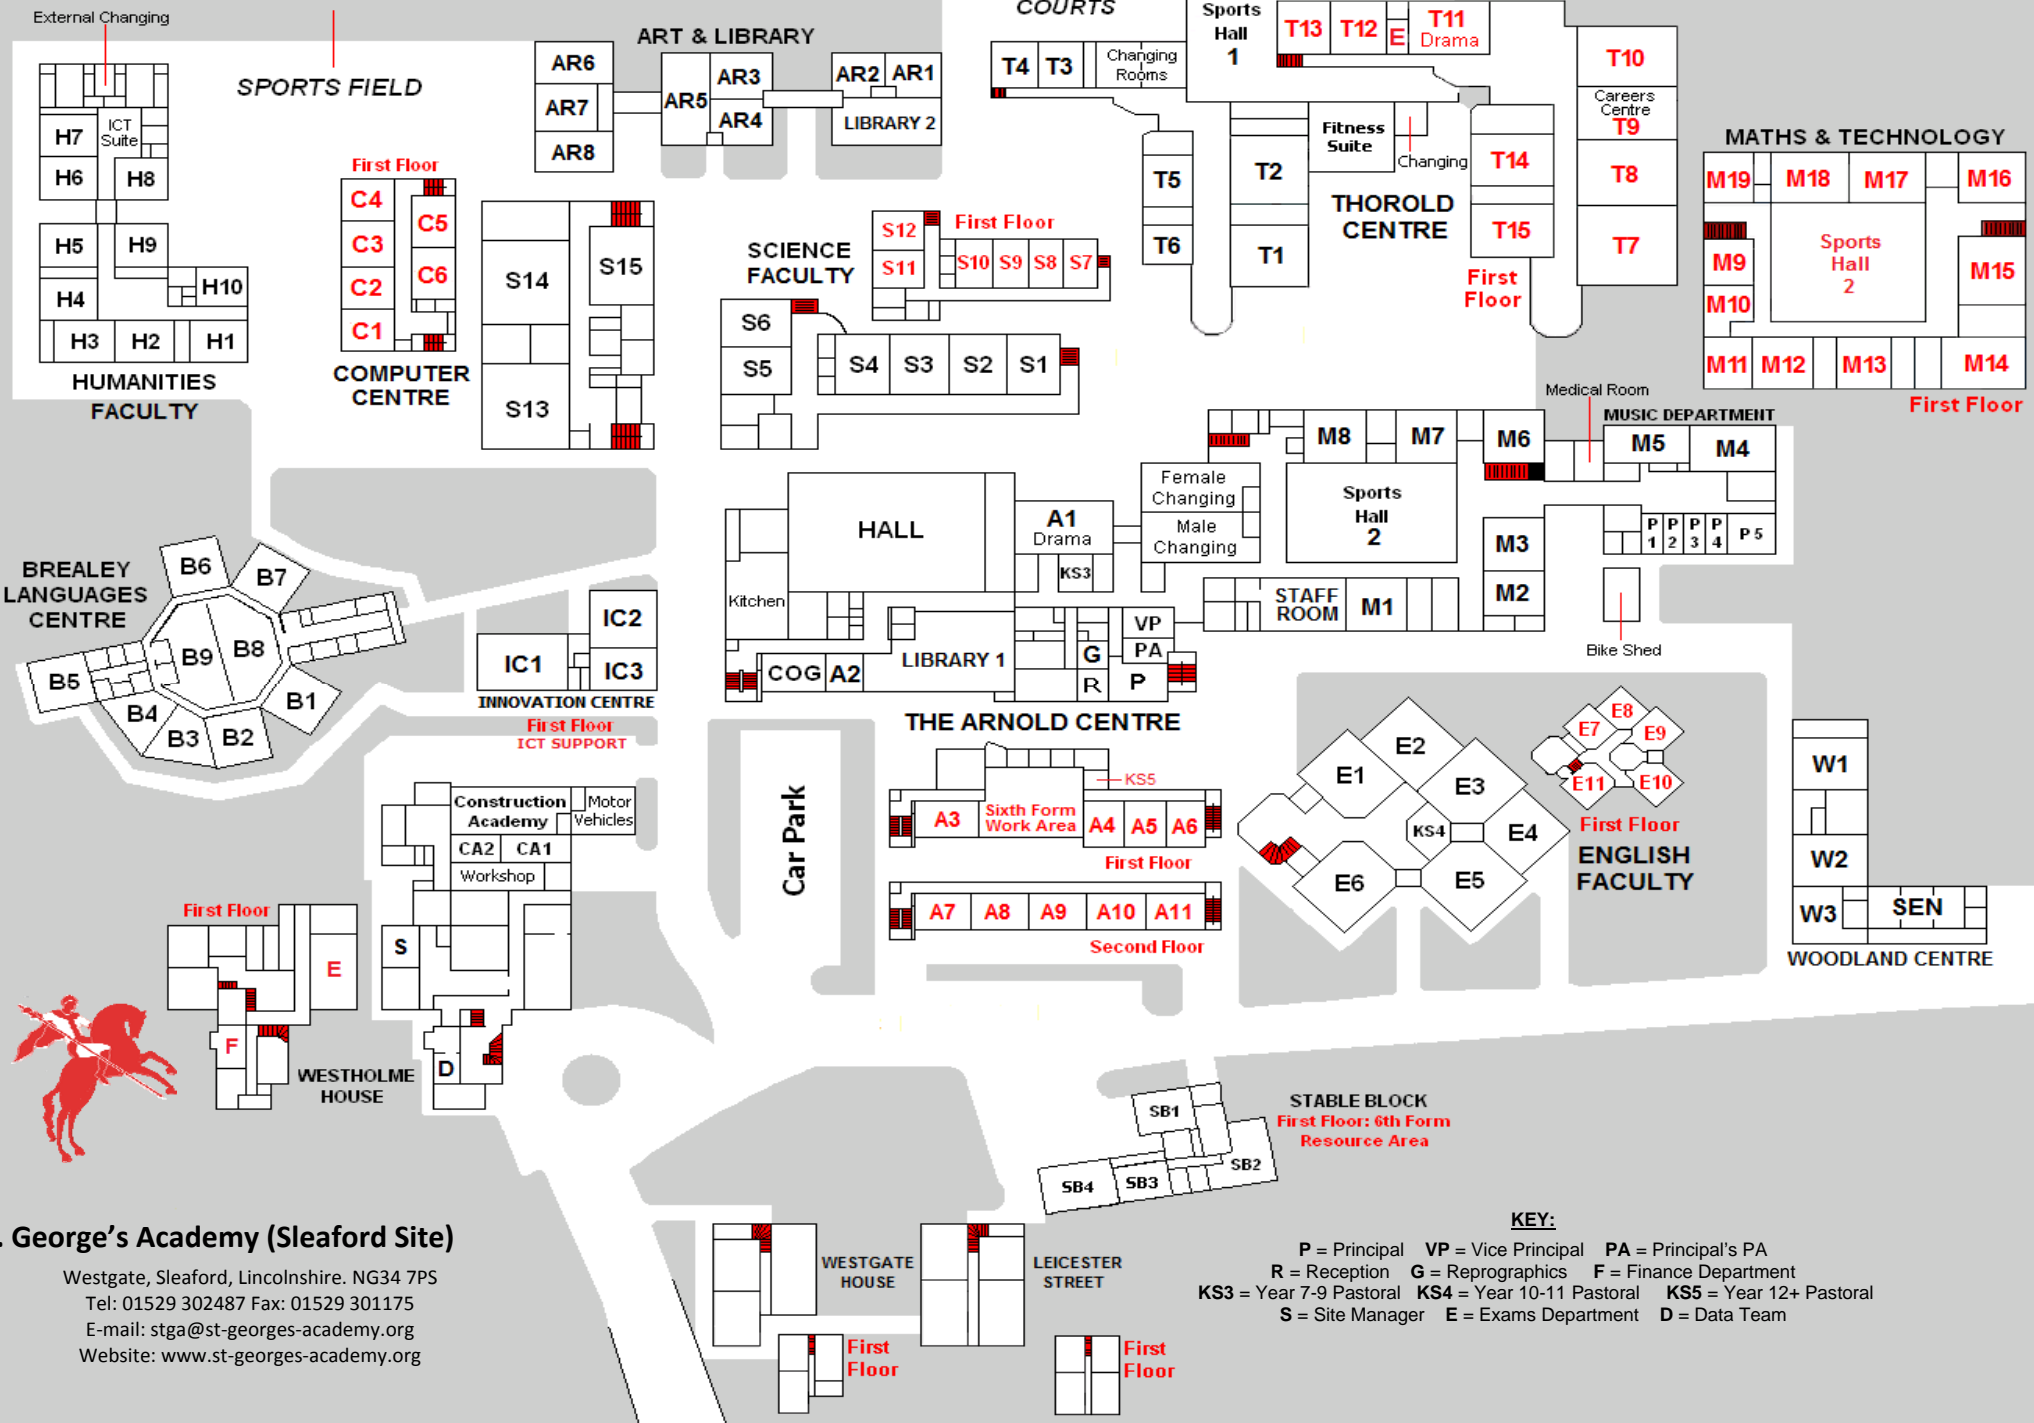 External Changing
SPORTS FIELD
ART & LIBRARY
COURTS
AR6
AR7
AR8
AR5
AR3
AR4
AR2
AR1
LIBRARY 2
T4
T3
Changing
Rooms
Sports
Hall
1
T13
T12
E
T11
Drama
T10
Careers
Centre
T9
T8
T7
Fitness
Suite
Changing
T5
T6
T2
T1
T14
T15
THOROLD
CENTRE
First
Floor
MATHS & TECHNOLOGY
M19
M18
M17
M16
M9
M10
Sports
Hall
2
M15
M11
M12
M13
M14
First Floor
ICT
Suite
H7
H6
H8
H5
H9
H4
H10
H3
H2
H1
HUMANITIES
FACULTY
First Floor
C4
C3
C2
C1
C5
C6
COMPUTER
CENTRE
S14
S15
S13
SCIENCE
FACULTY
First Floor
S12
S11
S10
S9
S8
S7
S6
S5
S4
S3
S2
S1
Medical Room
MUSIC DEPARTMENT
M8
M7
M6
M5
M4
Female
Changing
Male
Changing
Sports
Hall
2
M3
M2
P
1
P
2
P
3
P
4
P 5
Bike Shed
STAFF
ROOM
M1
HALL
A1
Drama
KS3
Kitchen
COG
A2
LIBRARY 1
VP
PA
G
R
P
THE ARNOLD CENTRE
BREALEY
LANGUAGES
CENTRE
B6
B7
B9
B8
B5
B4
B3
B2
B1
IC2
IC1
IC3
INNOVATION CENTRE
First Floor
ICT SUPPORT
Construction
Academy
Motor
Vehicles
CA2
CA1
Workshop
Car Park
KS5
A3
Sixth Form
Work Area
A4
A5
A6
First Floor
A7
A8
A9
A10
A11
Second Floor
E2
E1
E3
KS4
E4
E6
E5
E8
E7
E9
E11
E10
First Floor
ENGLISH
FACULTY
W1
W2
W3
SEN
WOODLAND CENTRE
First Floor
E
S
F
D
WESTHOLME
HOUSE
SB1
SB2
SB3
SB4
STABLE BLOCK
First Floor: 6th Form
Resource Area
WESTGATE
HOUSE
LEICESTER
STREET
First
Floor
First
Floor
. George’s Academy (Sleaford Site)
Westgate, Sleaford, Lincolnshire. NG34 7PS
Tel: 01529 302487 Fax: 01529 301175
E-mail: stga@st-georges-academy.org
Website: www.st-georges-academy.org
KEY:
P = Principal VP = Vice Principal PA = Principal's PA
R = Reception G = Reprographics F = Finance Department
KS3 = Year 7-9 Pastoral KS4 = Year 10-11 Pastoral KS5 = Year 12+ Pastoral
S = Site Manager E = Exams Department D = Data Team